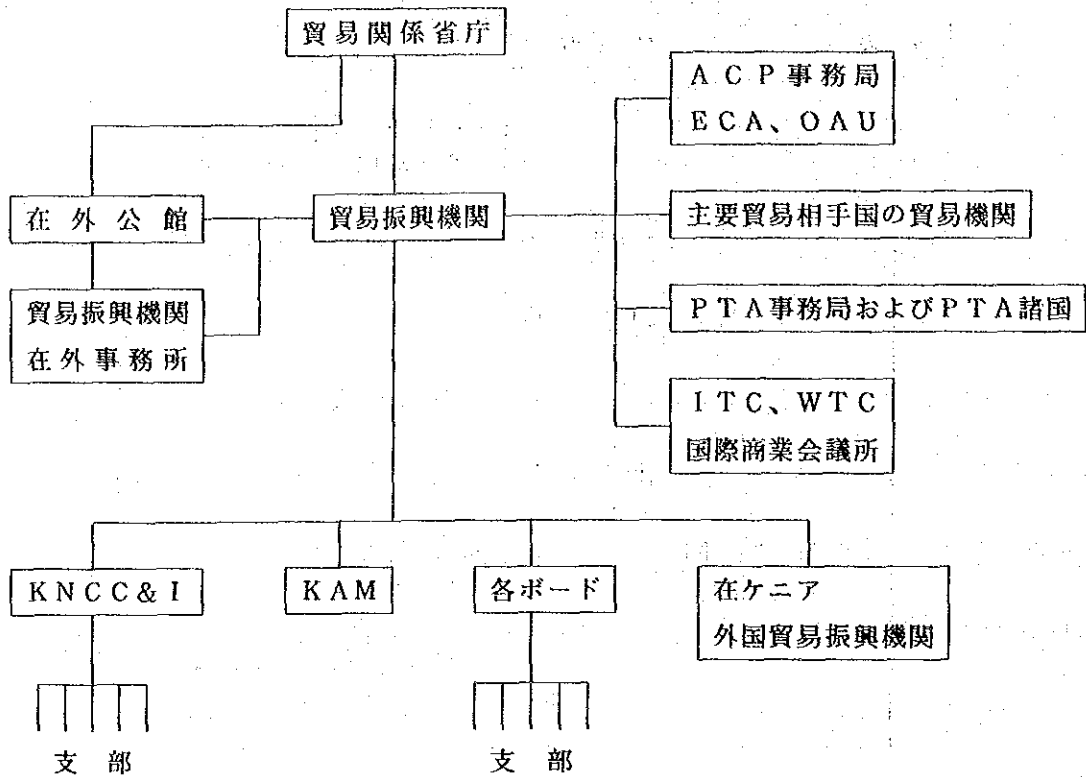 貿易関係省庁
ACP事務局
ECA、OAU
在外公館
貿易振興機関
主要貿易相手国の貿易機関
貿易振興機関
在外事務所
PTA事務局およびPTA諸国
ITC、WTC
国際商業会議所
KNCC&I
KAM
各ボード
在ケニア
外国貿易振興機関
支部
支部